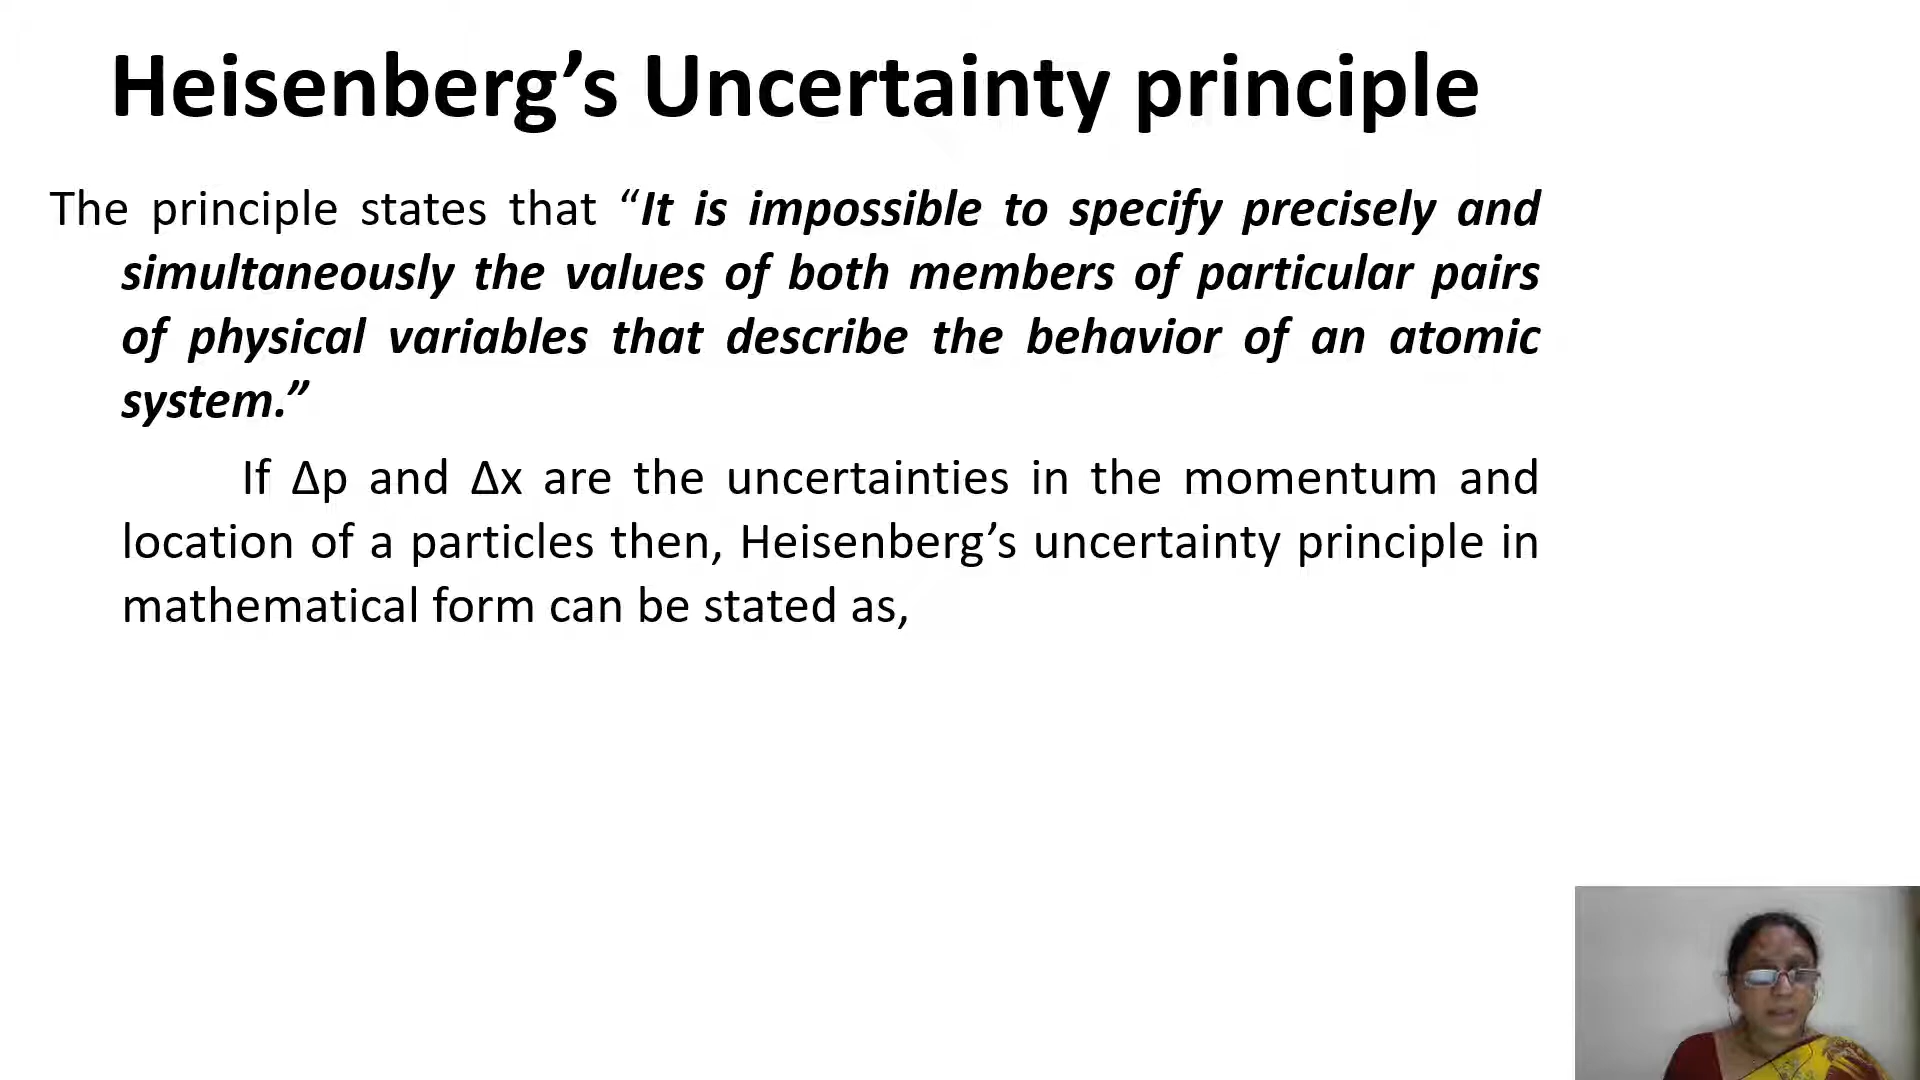 Heisenberg’s Uncertainty principle
The principle states that “It is impossible to specify precisely and
simultaneously the values of both members of particular pairs
of physical variables that describe the behavior of an atomic
system.”
If Δp and Δx are the uncertainties in the momentum and
location of a particles then, Heisenberg’s uncertainty principle in
mathematical form can be stated as,